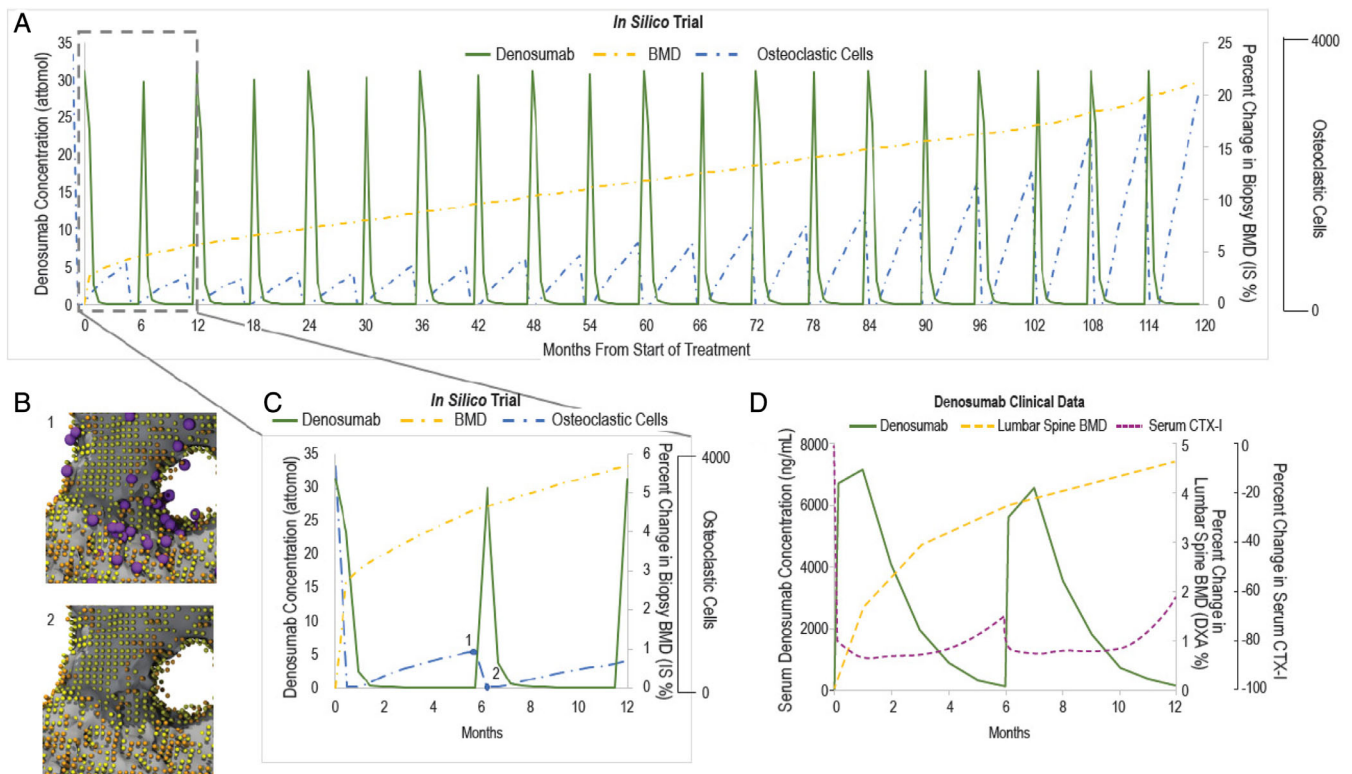 A
In Silico Trial
Denosumab BMD Osteoclastic Cells
Denosumab Concentration (attomol)
35
30
25
20
15
10
5
0
25
20
15
10
5
0
Percent Change in Biopsy BMD (IS %)
4000
0
Osteoclastic Cells
0 6 12 18 24 30 36 42 48 54 60 66 72 78 84 90 96 102 108 114 120
Months From Start of Treatment
B
1
2
C
In Silico Trial
Denosumab BMD Osteoclastic Cells
Denosumab Concentration (attomol)
35
30
25
20
15
10
5
0
1
2
6
5
4
3
2
1
0
Percent Change in Biopsy BMD (IS %)
4000
0
Osteoclastic Cells
0 2 4 6 8 10 12
Months
D
Denosumab Clinical Data
Denosumab Lumbar Spine BMD Serum CTX-I
Serum Denosumab Concentration (ng/mL)
8000
6000
4000
2000
0
5
4
3
2
1
0
Percent Change in
Lumbar Spine BMD (DXA %)
-0
-20
-40
-60
-80
-100
Percent Change in Serum CTX-I
0 2 4 6 8 10 12
Months